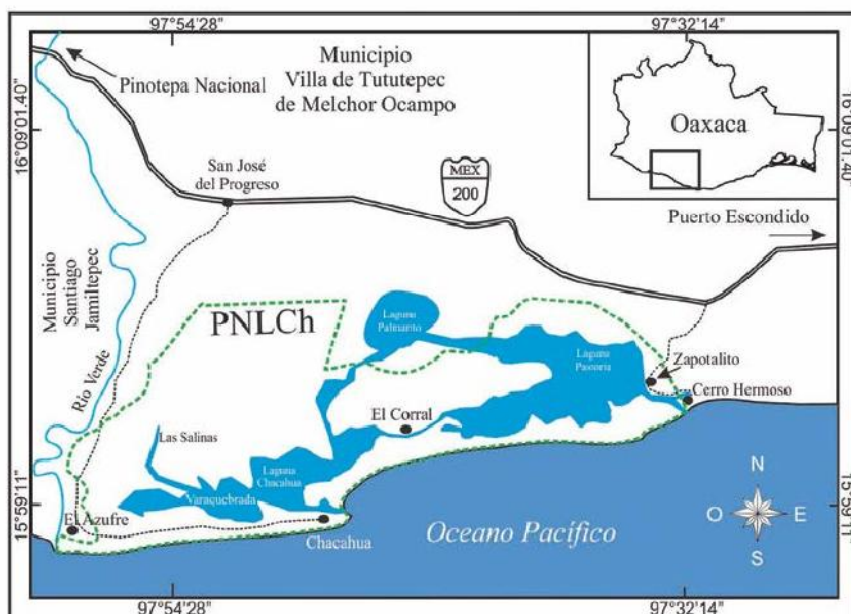 97°54'28"
97°32'14"
Pinotepa Nacional
Municipio
Villa de Tututepec
de Melchor Ocampo
Oaxaca
16°09'01.40"
16°09'01.40"
San José
del Progreso
MEX
200
Puerto Escondido
Municipio
Santiago
Jamiltepec
Río Verde
PNLCh
Laguna
Palmarito
Laguna
Pastoría
Zapotalito
Cerro Hermoso
El Corral
Las Salinas
Laguna
Chacahua
Varaquebrada
El Azufre
Chacahua
Oceano Pacífico
N
O
E
S
15°59'11"
15°59'11"
97°54'28"
97°32'14"